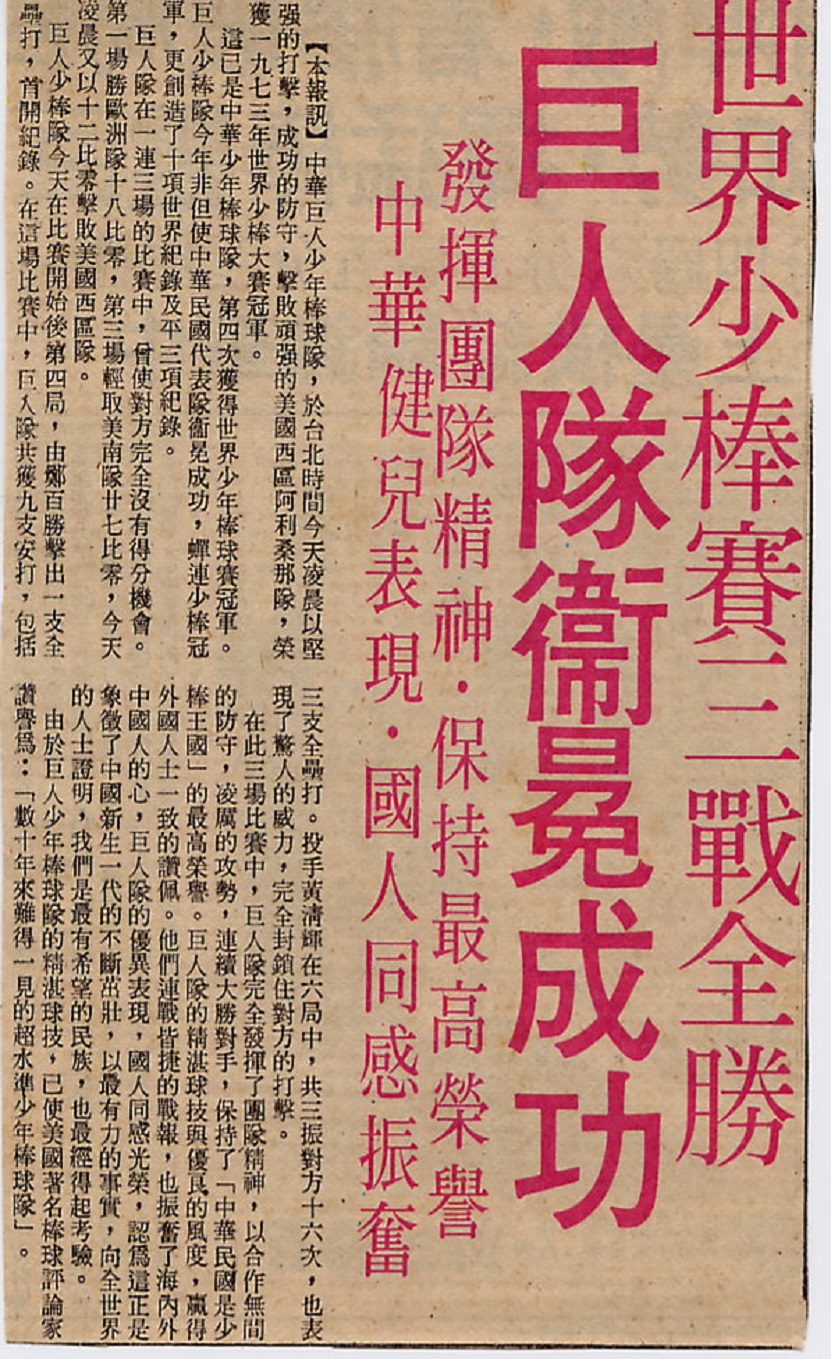 世界少棒賽三戰全勝
巨人隊衞冕成功
發揮團隊精神・保持最高榮譽
中華健兒表現・國人同感振奮
【本報訊】中華巨人少年棒球隊，於台北時間今天凌晨以堅
强的打擊，成功的防守，擊敗頑强的美國西區阿利桑那隊，榮
獲一九七三年世界少棒大賽冠軍。
這已是中華少年棒球隊，第四次獲得世界少年棒球賽冠軍。
巨人少棒隊今年非但使中華民國代表隊衞冕成功，蟬連少棒冠
軍，更創造了十項世界紀錄及平三項紀錄。
巨人隊在一連三場的比賽中，曾使對方完全沒有得分機會。
第一場勝歐洲隊十八比零，第二場輕取美南隊廿七比零，今天
凌晨又以十二比零擊敗美國西區隊。
巨人少棒隊今天在比賽開始後第四局，由鄭百勝擊出一支全
壘打，首開紀錄。在這場比賽中，巨人隊共獲九支安打，包括
三支全壘打。投手黃清輝在六局中，共三振對方十六次，也表
現了驚人的威力，完全封鎖住對方的打擊。
在此三場比賽中，巨人隊完全發揮了團隊精神，以合作無間
的防守，凌厲的攻勢，連續大勝對手，保持了「中華民國是少
棒王國」的最高榮譽。巨人隊的精湛球技與優良的風度，贏得
外國人士一致的讚佩。他們連戰皆捷的戰報，也振奮了海內外
中國人的心，巨人隊的優異表現，國人同感光榮，認爲這正是
象徵了中國新生一代的不斷茁壯，以最有力的事實，向全世界
的人士證明，我們是最有希望的民族，也最經得起考驗。
由於巨人少年棒球隊的精湛球技，已使美國著名棒球評論家
讚譽爲：「數十年來難得一見的超水準少年棒球隊」。